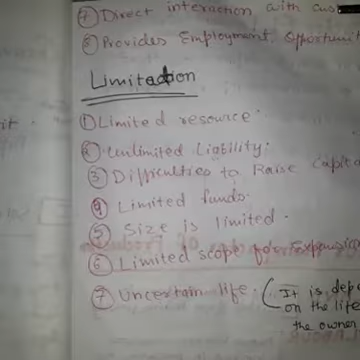 ⑦ Direct interaction with cus
⑧ Provides Employment Opportunit
Limitation
① Limited resource.
② Unlimited Liability.
③ Difficulties to Raise Capita
④ Limited funds.
⑤ Size is limited.
⑥ Limited scope for Expansio
⑦ Uncertain life. (It is depe
on the life
the owner